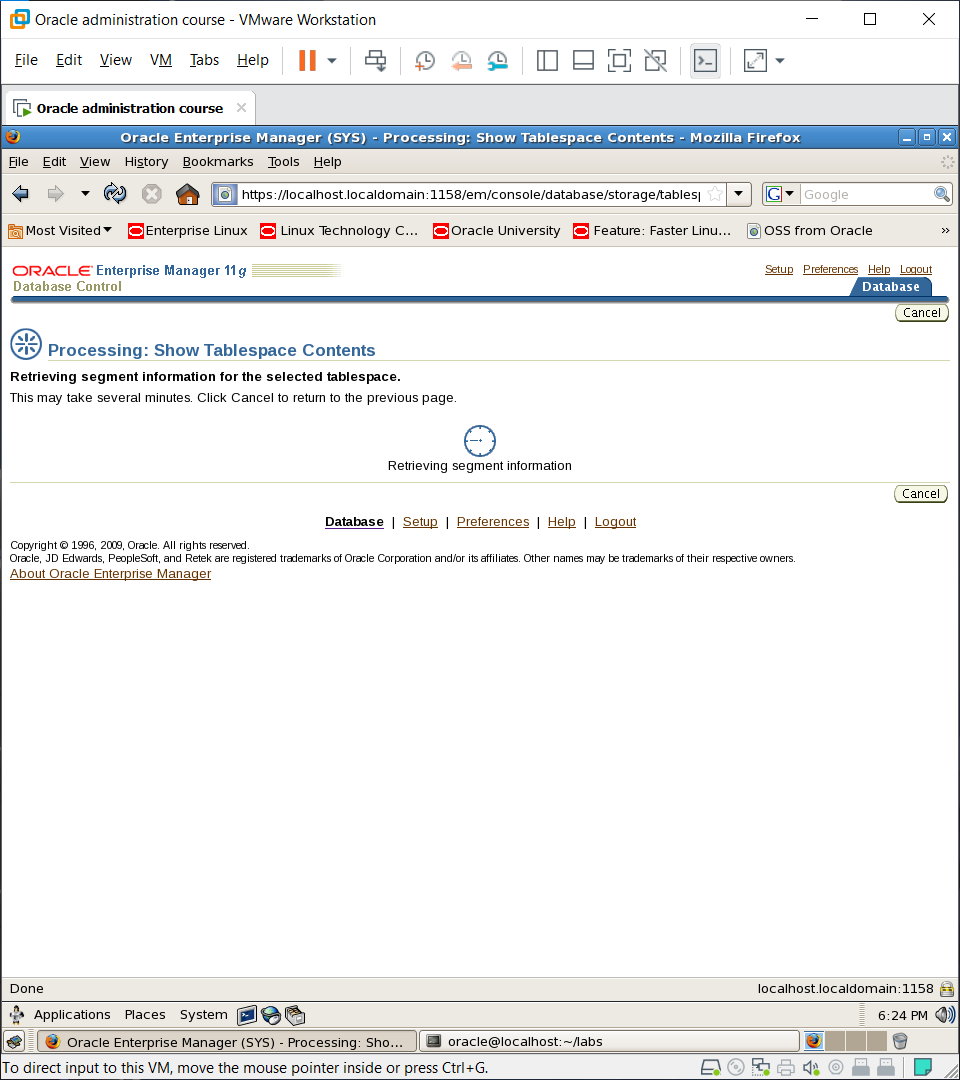 Oracle administration course - VMware Workstation
File Edit View VM Tabs Help
Oracle administration course
Oracle Enterprise Manager (SYS) - Processing: Show Tablespace Contents - Mozilla Firefox
File Edit View History Bookmarks Tools Help
https://localhost.localdomain:1158/em/console/database/storage/tablesp
G Google
Most Visited Enterprise Linux Linux Technology C... Oracle University Feature: Faster Linu... OSS from Oracle »
ORACLE Enterprise Manager 11g
Database Control
Setup Preferences Help Logout
Database
Cancel
Processing: Show Tablespace Contents
Retrieving segment information for the selected tablespace.
This may take several minutes. Click Cancel to return to the previous page.
Retrieving segment information
Cancel
Database | Setup | Preferences | Help | Logout
Copyright © 1996, 2009, Oracle. All rights reserved.
Oracle, JD Edwards, PeopleSoft, and Retek are registered trademarks of Oracle Corporation and/or its affiliates. Other names may be trademarks of their respective owners.
About Oracle Enterprise Manager
Done localhost.localdomain:1158
Applications Places System 6:24 PM
Oracle Enterprise Manager (SYS) - Processing: Sho... oracle@localhost:~/labs
To direct input to this VM, move the mouse pointer inside or press Ctrl+G.